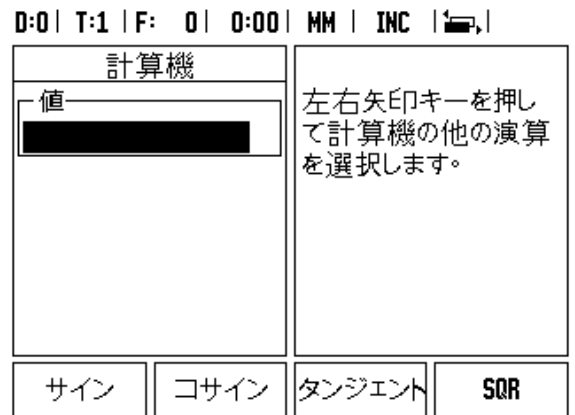 D:0| T:1 |F: 0| 0:00| MM | INC |
計算機
値
左右矢印キーを押し
て計算機の他の演算
を選択します。
サイン コサイン タンジェント SQR